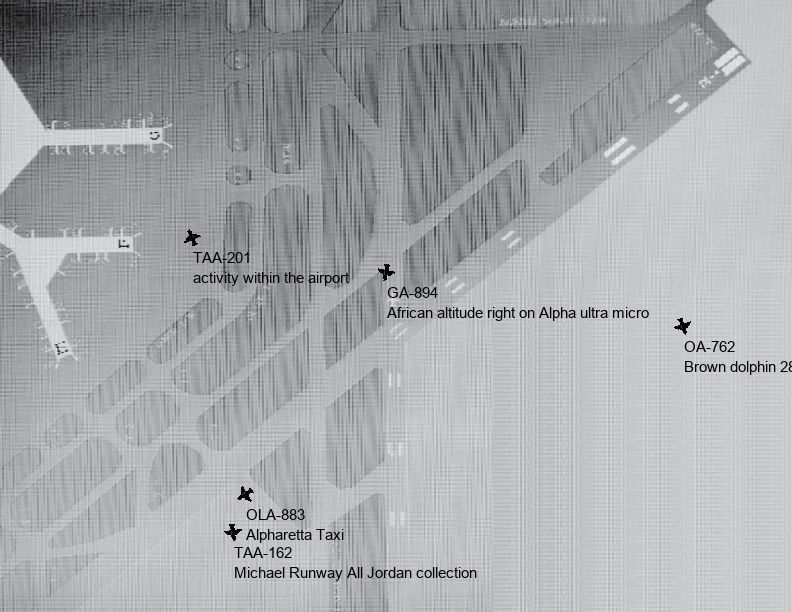 G
F
E
TAA-201
activity within the airport
GA-894
African altitude right on Alpha ultra micro
OA-762
Brown dolphin 28
OLA-883
Alpharetta Taxi
TAA-162
Michael Runway All Jordan collection